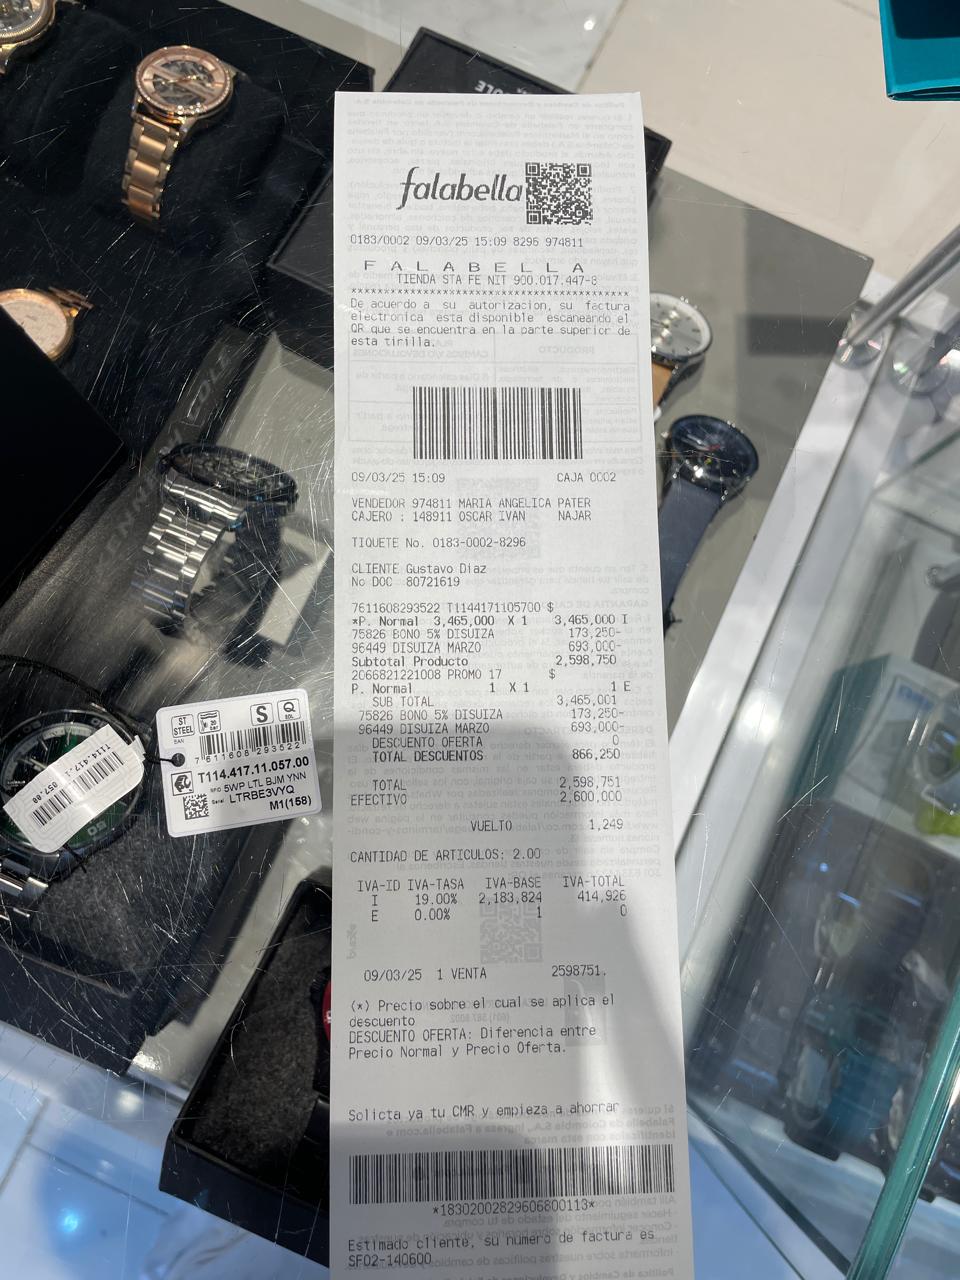 falabella
0183/0002 09/03/25 15:09 8296 974811
F A L A B E L L A
TIENDA STA FE NIT 900.017.447-8
******************************************
De acuerdo a su autorizacion, su factura
electronica esta disponible escaneando el
QR que se encuentra en la parte superior de
esta tirilla.
09/03/25 15:09 CAJA 0002
VENDEDOR 974811 MARIA ANGELICA PATER
CAJERO : 148911 OSCAR IVAN NAJAR
TIQUETE No. 0183-0002-8296
CLIENTE Gustavo Diaz
No DOC 80721619
7611608293522 T1144171105700 $
*P. Normal 3,465,000 X 1 3,465,000 I
75826 BONO 5% DISUIZA 173,250-
96449 DISUIZA MARZO 693,000-
Subtotal Producto 2,598,750
2066821221008 PROMO 17 $
P. Normal 1 X 1 1 E
SUB TOTAL 3,465,001
75826 BONO 5% DISUIZA 173,250-
96449 DISUIZA MARZO 693,000-
DESCUENTO OFERTA 0
TOTAL DESCUENTOS 866,250
TOTAL 2,598,751
EFECTIVO 2,600,000
VUELTO 1,249
CANTIDAD DE ARTICULOS: 2.00
IVA-ID IVA-TASA IVA-BASE IVA-TOTAL
I 19.00% 2,183,824 414,926
E 0.00% 1 0
09/03/25 1 VENTA 2598751.
(*) Precio sobre el cual se aplica el
descuento
DESCUENTO OFERTA: Diferencia entre
Precio Normal y Precio Oferta.
Solicta ya tu CMR y empieza a ahorrar
*18302002829606800113*
Estimado cliente, su numero de factura es
SF02-140600
ST
STEEL
S
Q
7 611608 293522
T114.417.11.057.00
5WP LTL BJM YNN
Serial LTRBE3VYQ
M1(158)